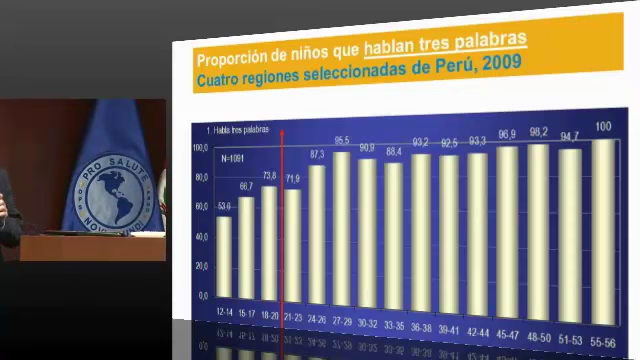 Proporción de niños que hablan tres palabras
Cuatro regiones seleccionadas de Perú, 2009
1. Habla tres palabras
N=1091
100,0
80,0
60,0
40,0
20,0
0,0
53,6 66,7 73,8 71,9 87,3 95,5 90,9 88,4 93,2 92,5 93,3 96,9 98,2 94,7 100
12-14 15-17 18-20 21-23 24-26 27-29 30-32 33-35 36-38 39-41 42-44 45-47 48-50 51-53 55-56
PRO SALUTE
NOVI MUNDI
OPS